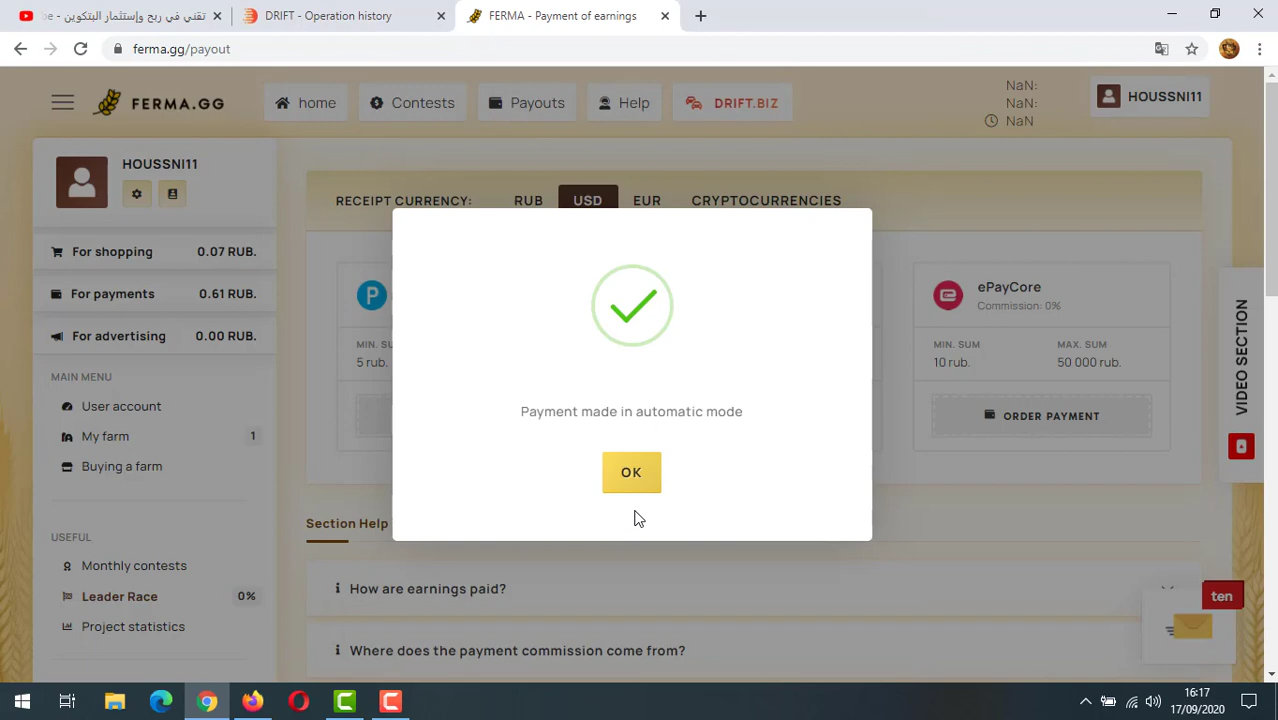 تقني في ربح وإستثمار البتكوين - be
DRIFT - Operation history
FERMA - Payment of earnings
ferma.gg/payout
FERMA.GG
home
Contests
Payouts
Help
DRIFT.BIZ
NaN:
NaN:
NaN
HOUSSNI11
HOUSSNI11
For shopping 0.07 RUB.
For payments 0.61 RUB.
For advertising 0.00 RUB.
MAIN MENU
User account
My farm 1
Buying a farm
USEFUL
Monthly contests
Leader Race 0%
Project statistics
RECEIPT CURRENCY: RUB USD EUR CRYPTOCURRENCIES
P
MIN. SU
5 rub.
ePayCore
Commission: 0%
MIN. SUM MAX. SUM
10 rub. 50 000 rub.
ORDER PAYMENT
Payment made in automatic mode
OK
Section Help
How are earnings paid?
Where does the payment commission come from?
VIDEO SECTION
ten
16:17
17/09/2020